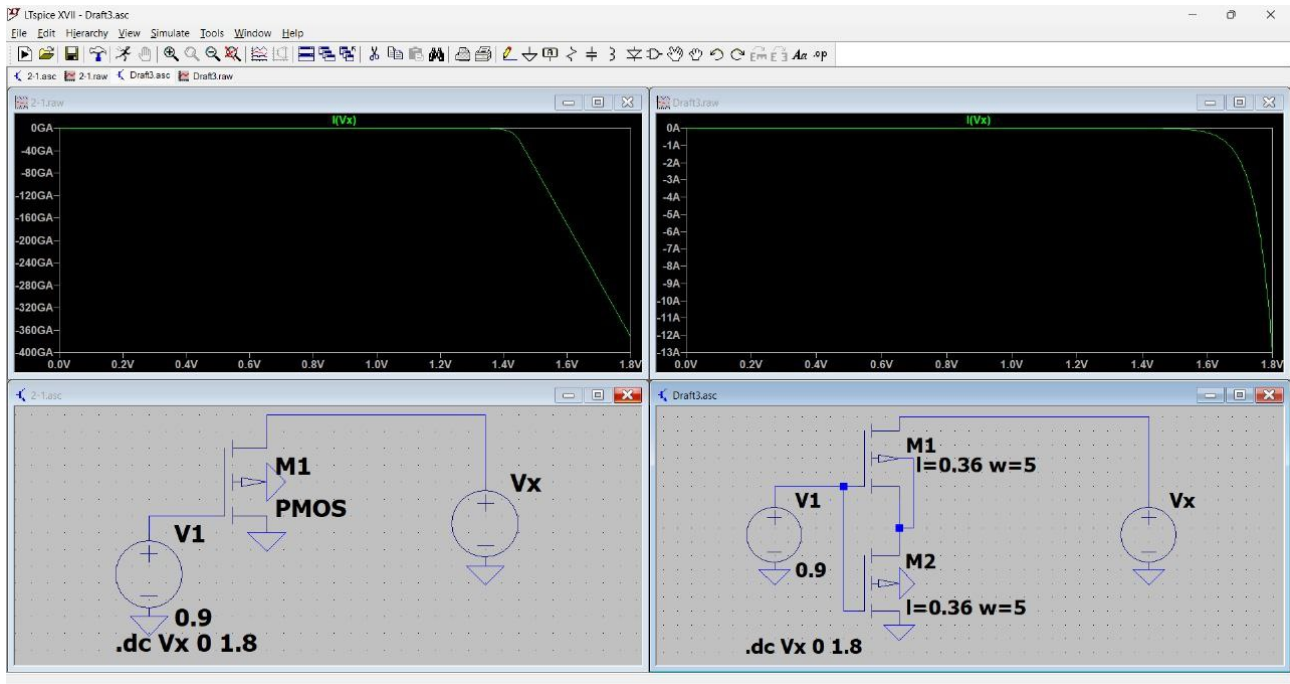 LTspice XVII - Draft3.asc
File Edit Hierarchy View Simulate Tools Window Help
Aa .op
2-1.asc 2-1.raw Draft3.asc Draft3.raw
2-1.raw
I(Vx)
0GA
-40GA
-80GA
-120GA
-160GA
-200GA
-240GA
-280GA
-320GA
-360GA
-400GA
0.0V 0.2V 0.4V 0.6V 0.8V 1.0V 1.2V 1.4V 1.6V 1.8V
Draft3.raw
I(Vx)
0A
-1A
-2A
-3A
-4A
-5A
-6A
-7A
-8A
-9A
-10A
-11A
-12A
-13A
0.0V 0.2V 0.4V 0.6V 0.8V 1.0V 1.2V 1.4V 1.6V 1.8V
2-1.asc
M1
PMOS
Vx
V1
0.9
.dc Vx 0 1.8
Draft3.asc
M1
l=0.36 w=5
V1
Vx
0.9
M2
l=0.36 w=5
.dc Vx 0 1.8